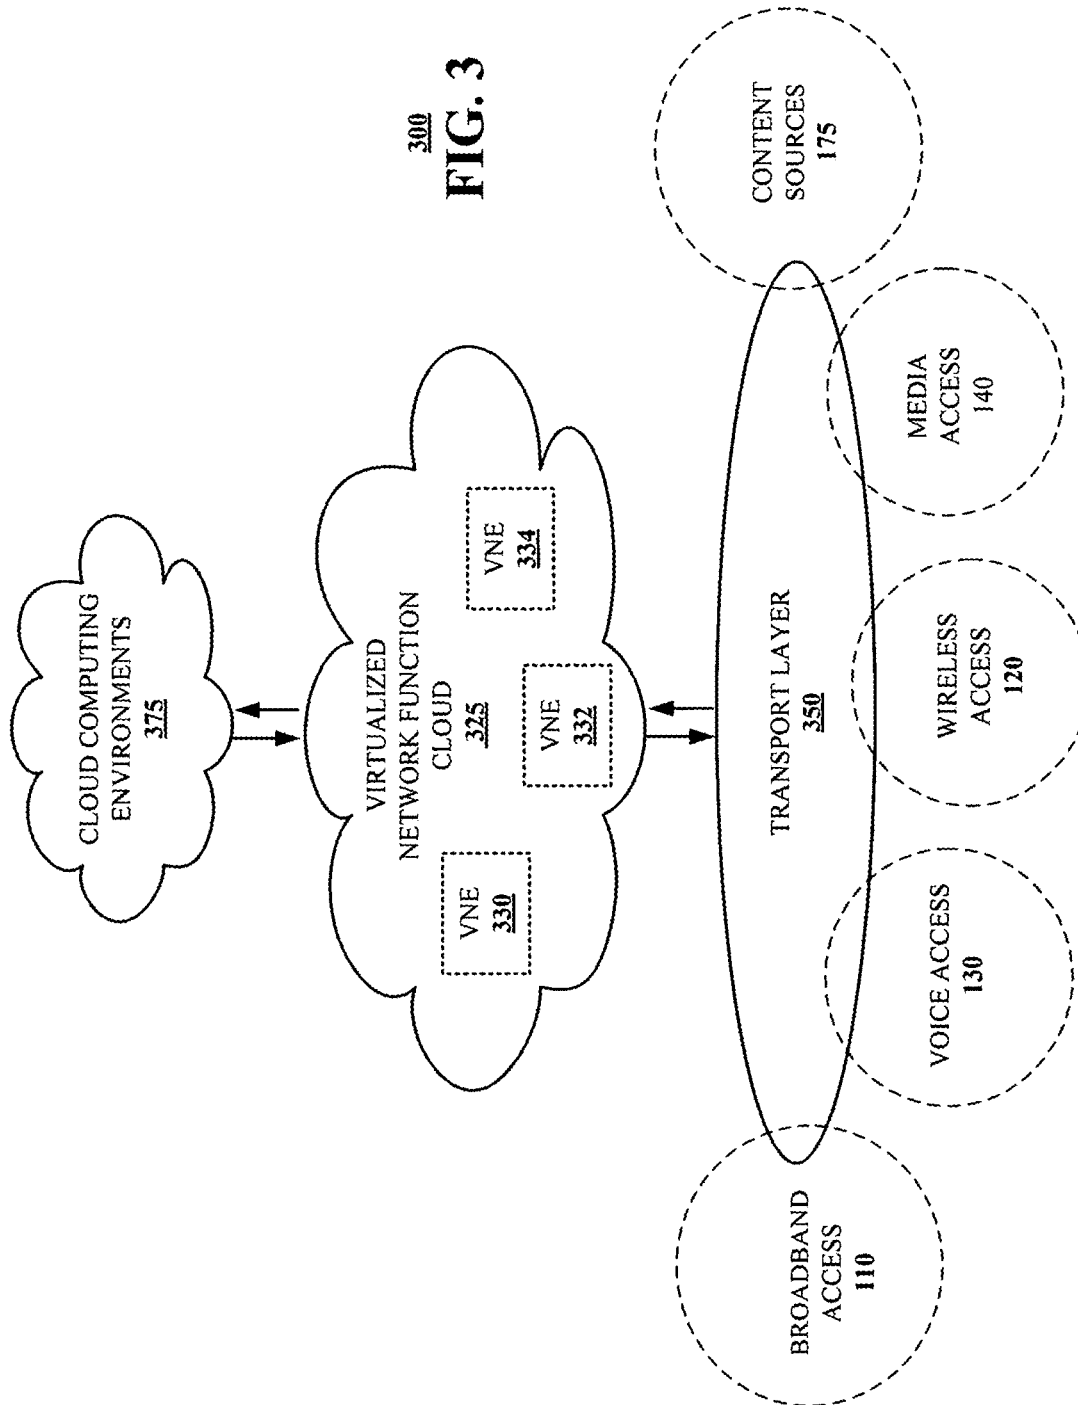 CLOUD COMPUTING
ENVIRONMENTS
375
VIRTUALIZED
NETWORK FUNCTION
CLOUD
325
VNE
330
VNE
332
VNE
334
TRANSPORT LAYER
350
BROADBAND
ACCESS
110
VOICE ACCESS
130
WIRELESS
ACCESS
120
MEDIA
ACCESS
140
CONTENT
SOURCES
175
300
FIG. 3